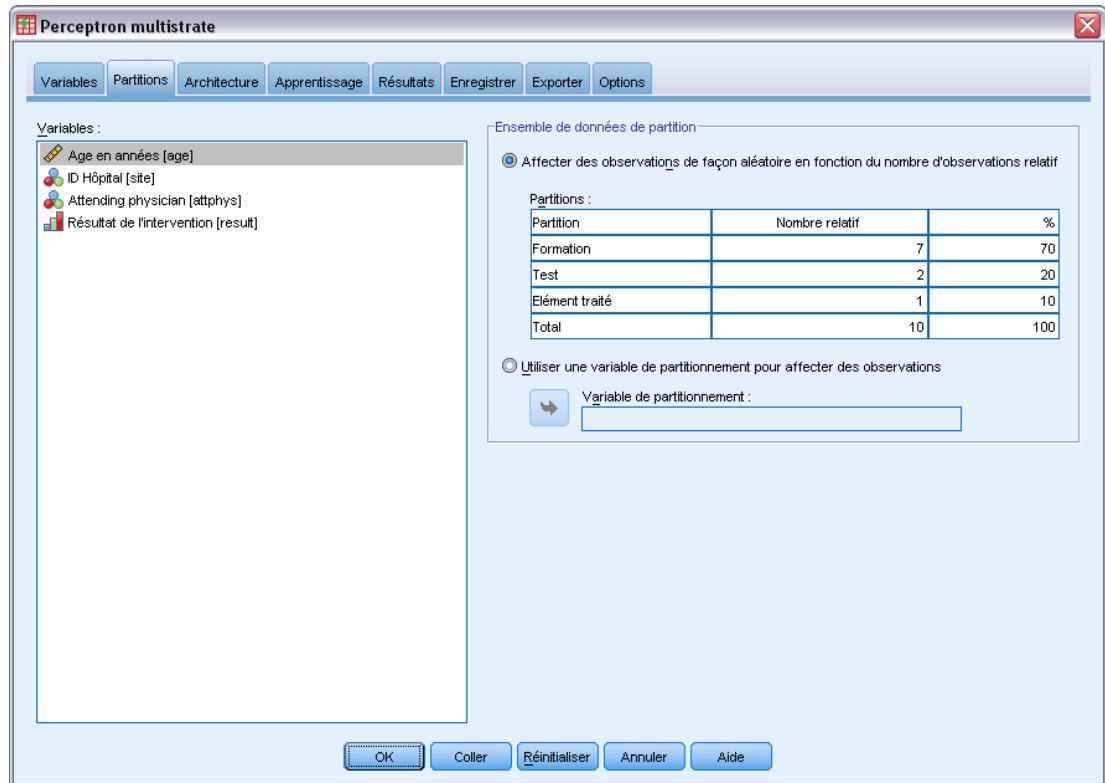 Perceptron multistrate
Variables Partitions Architecture Apprentissage Résultats Enregistrer Exporter Options
Variables :
Age en années [age]
ID Hôpital [site]
Attending physician [attphys]
Résultat de l'intervention [result]
Ensemble de données de partition
Affecter des observations de façon aléatoire en fonction du nombre d'observations relatif
Partitions :
Partition Nombre relatif %
Formation 7 70
Test 2 20
Elément traité 1 10
Total 10 100
Utiliser une variable de partitionnement pour affecter des observations
Variable de partitionnement :
OK Coller Réinitialiser Annuler Aide